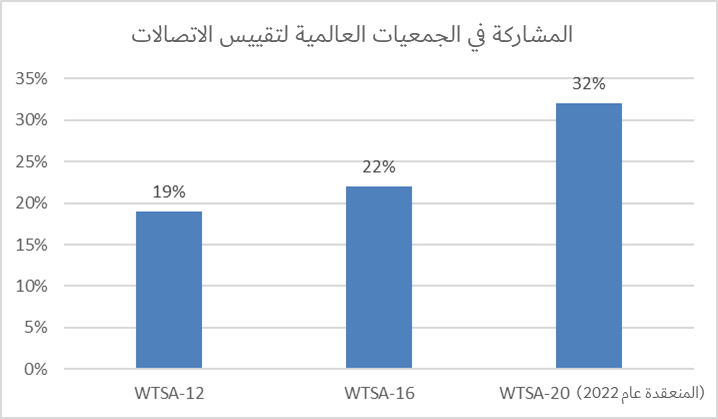 المشاركة في الجمعيات العالمية لتقييس الاتصالات
35%
30%
25%
20%
15%
10%
5%
0%
19%
22%
32%
WTSA-12
WTSA-16
WTSA-20 (المنعقدة عام 2022)